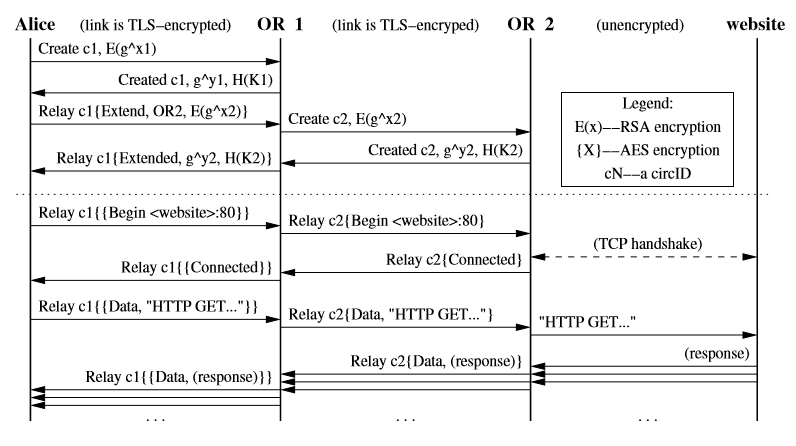 Alice (link is TLS–encrypted) OR 1 (link is TLS–encryped) OR 2 (unencrypted) website
Create c1, E(g^x1)
Created c1, g^y1, H(K1)
Relay c1{Extend, OR2, E(g^x2)}
Create c2, E(g^x2)
Created c2, g^y2, H(K2)
Relay c1{Extended, g^y2, H(K2)}
Legend:
E(x)––RSA encryption
{X}––AES encryption
cN––a circID
Relay c1{{Begin <website>:80}}
Relay c2{Begin <website>:80}
(TCP handshake)
Relay c2{Connected}
Relay c1{{Connected}}
Relay c1{{Data, "HTTP GET..."}}
Relay c2{Data, "HTTP GET..."}
"HTTP GET..."
(response)
Relay c2{Data, (response)}
Relay c1{{Data, (response)}}
... ... ...